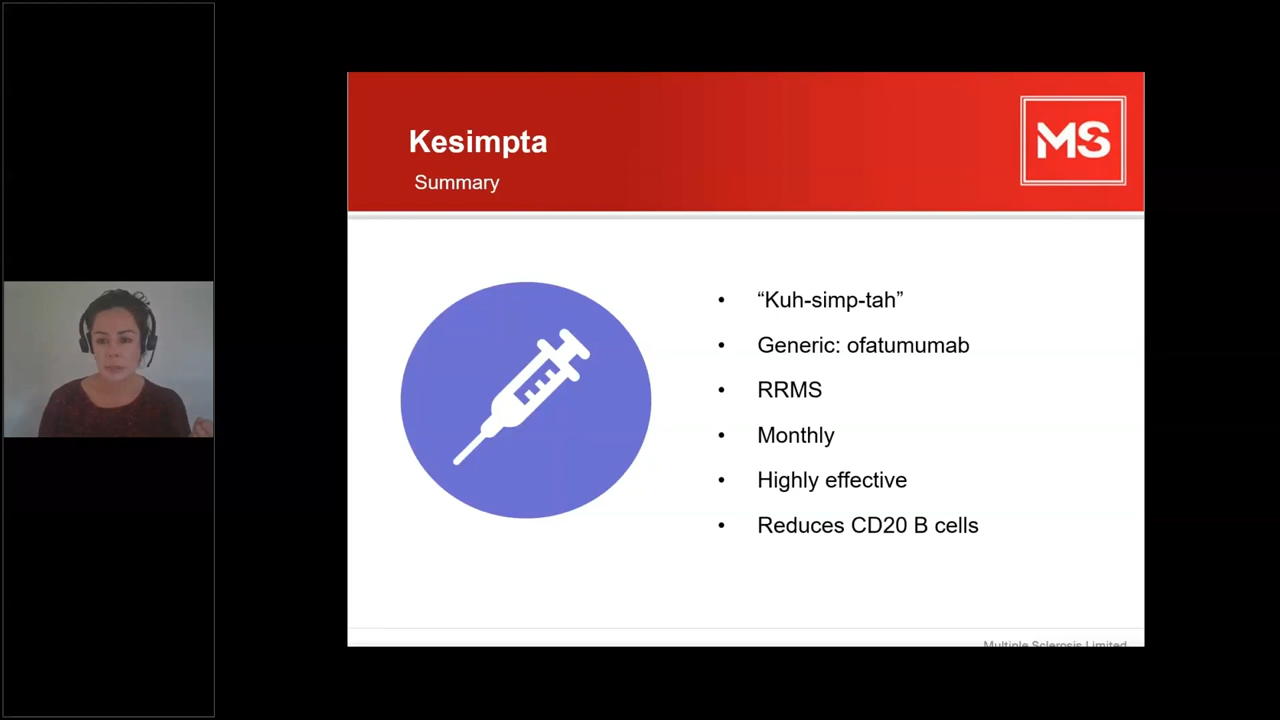 Kesimpta
Summary
MS
• “Kuh-simp-tah”
• Generic: ofatumumab
• RRMS
• Monthly
• Highly effective
• Reduces CD20 B cells
Multiple Sclerosis Limited